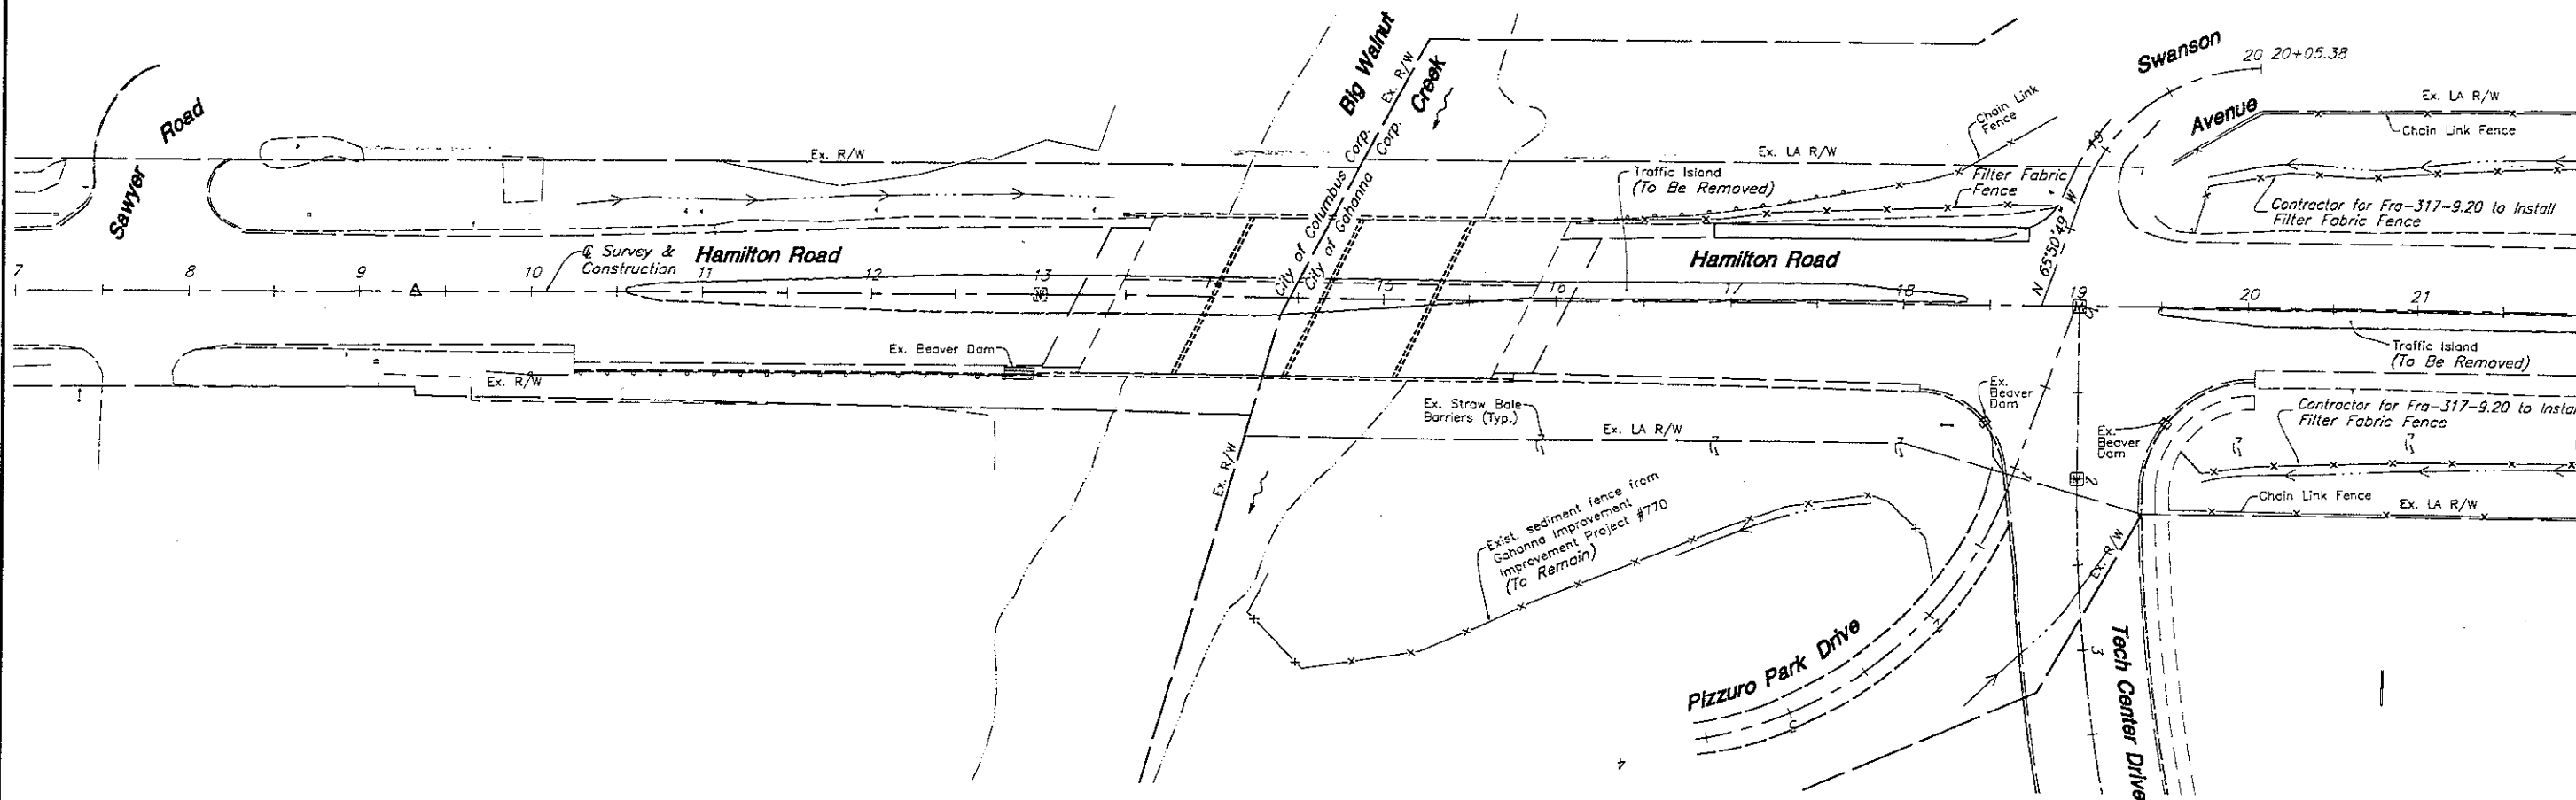 Sawyer
Road
Big Walnut
Creek
Ex. R/W
Ex. R/W
Ex. LA R/W
City of Columbus Corp.
City of Gahanna Corp.
Swanson
Avenue
20 20+05.38
19
Chain Link
Fence
Ex. LA R/W
Chain Link Fence
Traffic Island
(To Be Removed)
Filter Fabric
Fence
Contractor for Fra-317-9.20 to Install
Filter Fabric Fence
N 65°50'49" W
℄ Survey &
Construction
Hamilton Road
Hamilton Road
7 8 9 10 11 12 13 15 16 17 18 19 20 21
Traffic Island
(To Be Removed)
Ex. Beaver Dam
Ex. R/W
Ex. R/W
Ex. Straw Bale
Barriers (Typ.)
Ex. LA R/W
Ex.
Beaver
Dam
Ex.
Beaver
Dam
Contractor for Fra-317-9.20 to
Filter Fabric Fence
Chain Link Fence
Ex. LA R/W
Exist. sediment fence from
Gahanna Improvement
Improvement Project #770
(To Remain)
Ex. R/W
Pizzuro Park Drive
Tech Center Drive
2
3
4